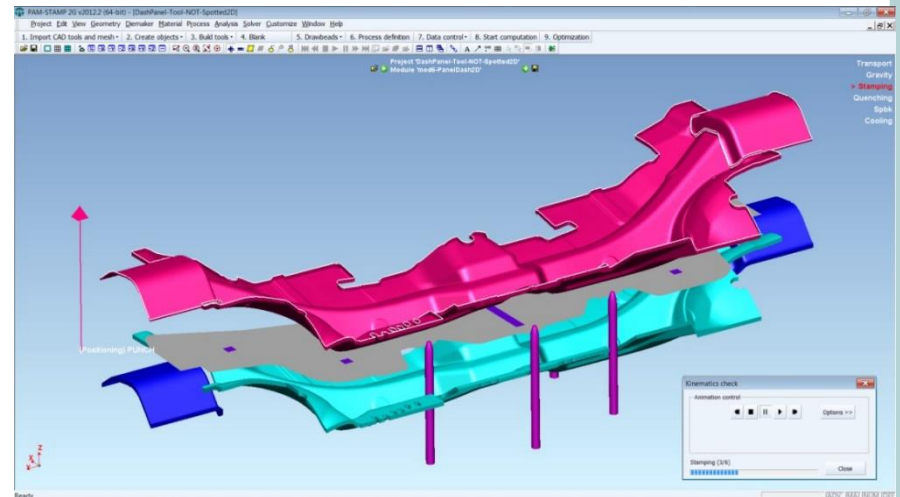 PAM-STAMP 2G v2012.2 (64-bit) - [DashPanel-Tool-NOT-Spotted2D]
Project Edit View Geometry Diemaker Material Process Analysis Solver Customize Window Help
1. Import CAD tools and mesh 2. Create objects 3. Build tools 4. Blank 5. Drawbeads 6. Process definition 7. Data control 8. Start computation 9. Optimization
Project 'DashPanel-Tool-NOT-Spotted2D'
Module 'mod6-PanelDash2D'
Transport
Gravity
> Stamping
Quenching
Spbk
Cooling
(Positioning) PUNCH
Kinematics check
Animation control
Options >>
Stamping (3/6)
Close
Z
Ready